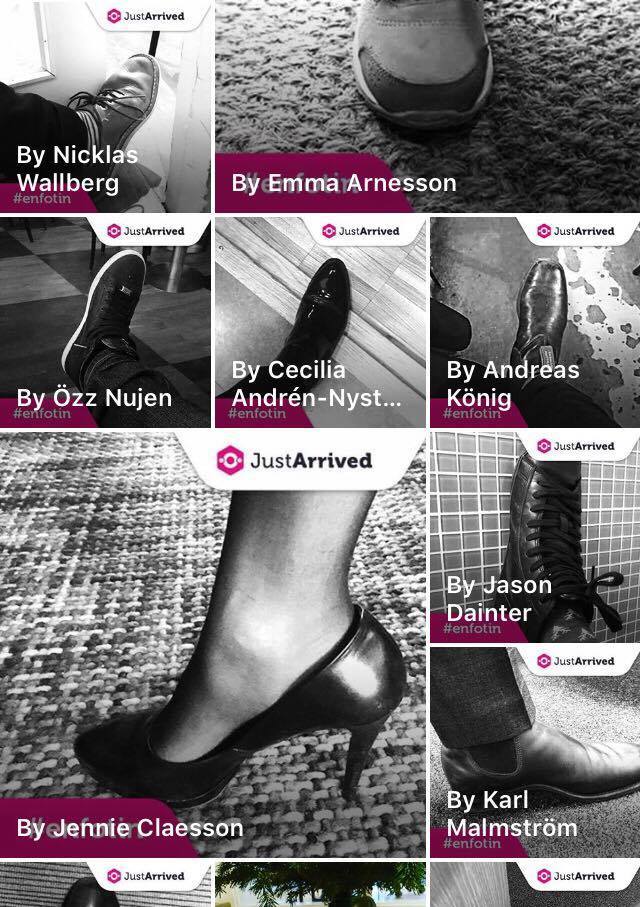 JustArrived
By Nicklas
Wallberg
#enfotin
By Emma Arnesson
JustArrived
By Özz Nujen
#enfotin
JustArrived
By Cecilia
Andrén-Nyst...
#enfotin
JustArrived
By Andreas
König
#enfotin
JustArrived
By Jennie Claesson
JustArrived
By Jason
Dainter
#enfotin
JustArrived
By Karl
Malmström
#enfotin
JustArrived
JustArrived